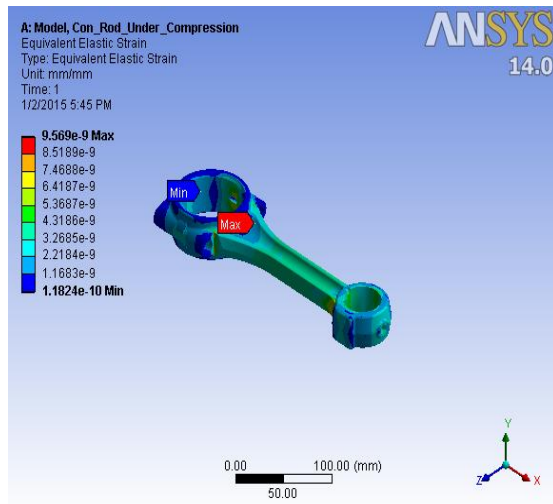 A: Model, Con_Rod_Under_Compression
Equivalent Elastic Strain
Type: Equivalent Elastic Strain
Unit: mm/mm
Time: 1
1/2/2015 5:45 PM
ANSYS
14.0
9.569e-9 Max
8.5189e-9
7.4688e-9
6.4187e-9
5.3687e-9
4.3186e-9
3.2685e-9
2.2184e-9
1.1683e-9
1.1824e-10 Min
Min
Max
0.00 100.00 (mm)
50.00
Y
Z X